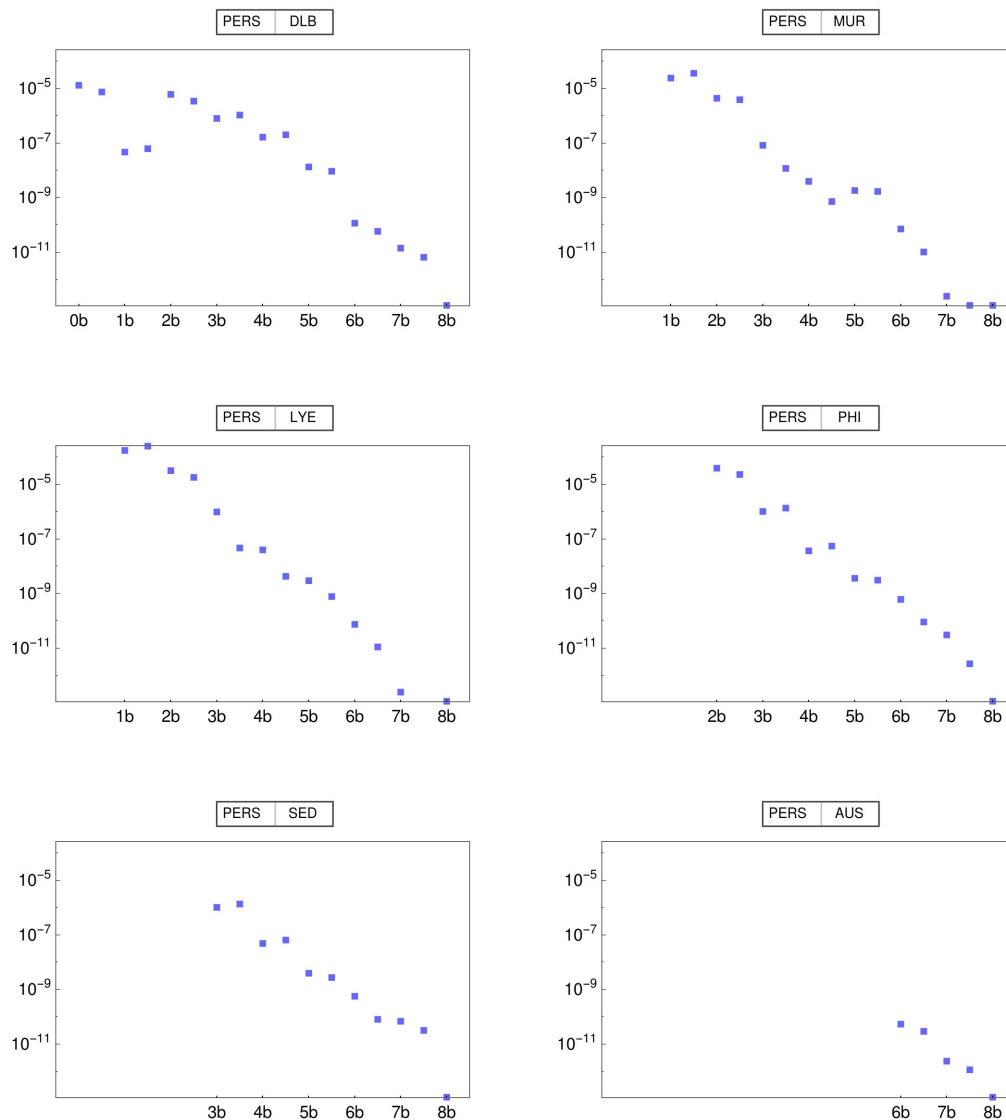 PERS DLB
10−5
10−7
10−9
10−11
0b 1b 2b 3b 4b 5b 6b 7b 8b
PERS MUR
10−5
10−7
10−9
10−11
1b 2b 3b 4b 5b 6b 7b 8b
PERS LYE
10−5
10−7
10−9
10−11
1b 2b 3b 4b 5b 6b 7b 8b
PERS PHI
10−5
10−7
10−9
10−11
2b 3b 4b 5b 6b 7b 8b
PERS SED
10−5
10−7
10−9
10−11
3b 4b 5b 6b 7b 8b
PERS AUS
10−5
10−7
10−9
10−11
6b 7b 8b